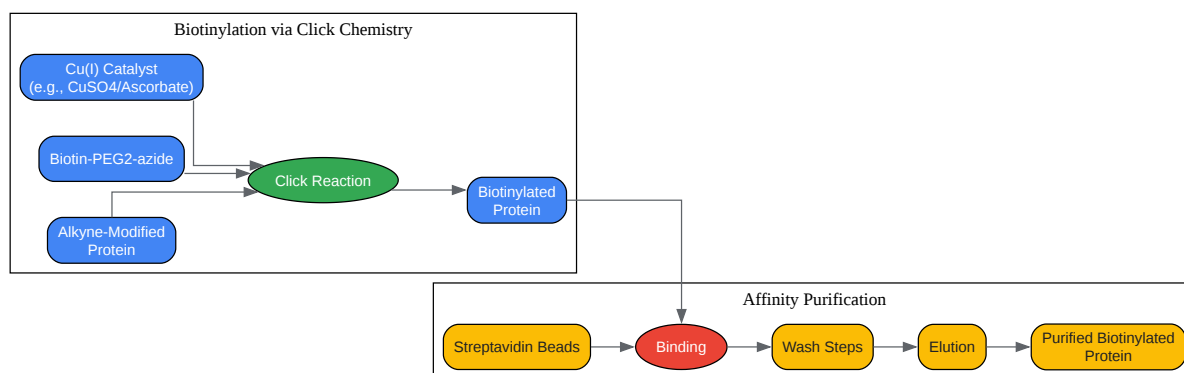 Biotinylation via Click Chemistry
Cu(I) Catalyst
(e.g., CuSO4/Ascorbate)
Biotin-PEG2-azide
Click Reaction
Alkyne-Modified
Protein
Biotinylated
Protein
Affinity Purification
Streptavidin Beads
Binding
Wash Steps
Elution
Purified Biotinylated
Protein